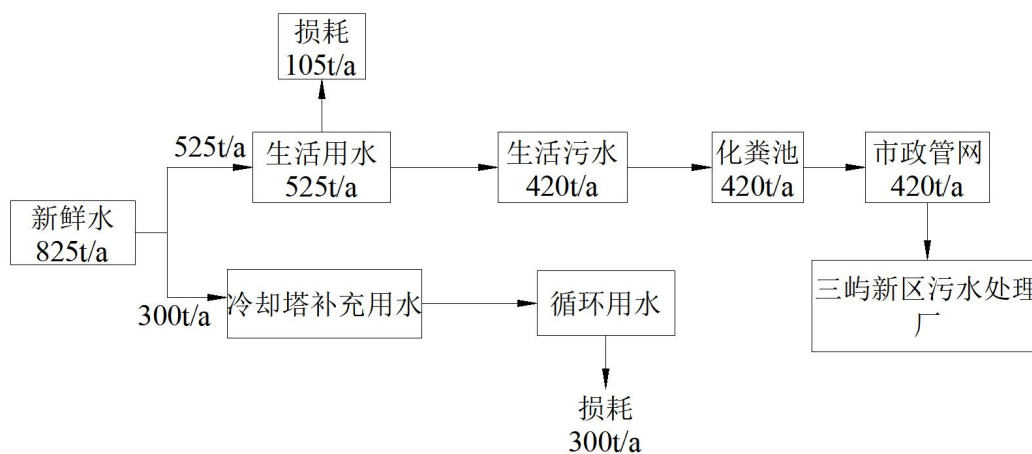 损耗
105t/a
525t/a
生活用水
525t/a
生活污水
420t/a
化粪池
420t/a
市政管网
420t/a
新鲜水
825t/a
300t/a
冷却塔补充用水
循环用水
三屿新区污水处理
厂
损耗
300t/a